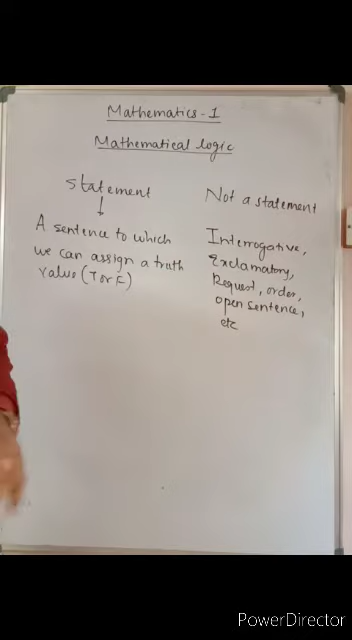 Mathematics-1
Mathematical logic
Statement
A sentence to which
we can assign a truth
value (T or F)
Not a statement
Interrogative,
Exclamatory,
Request, order,
open sentence,
etc
PowerDirector